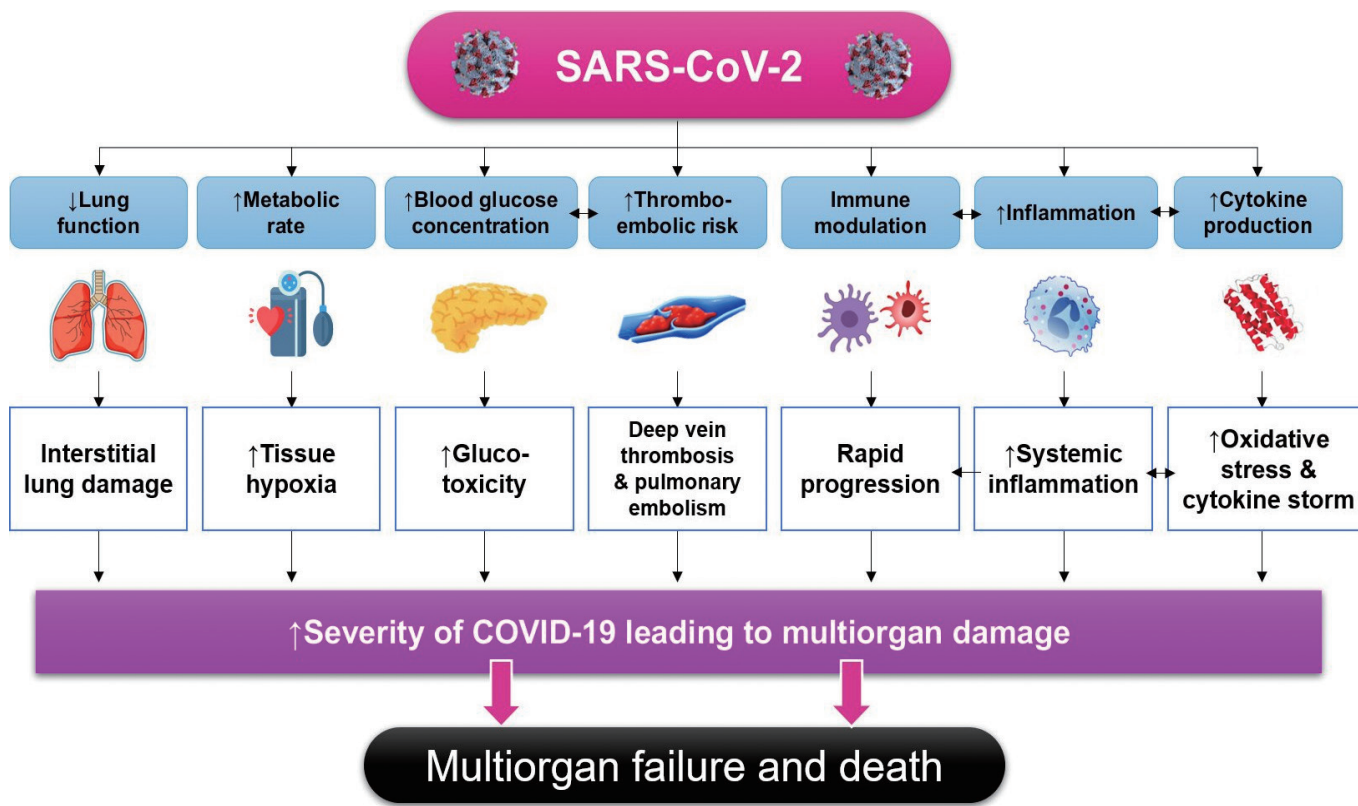 SARS-CoV-2
↓Lung
function
↑Metabolic
rate
↑Blood glucose
concentration
↑Thrombo-
embolic risk
Immune
modulation
↑Inflammation
↑Cytokine
production
Interstitial
lung damage
↑Tissue
hypoxia
↑Gluco-
toxicity
Deep vein
thrombosis
& pulmonary
embolism
Rapid
progression
↑Systemic
inflammation
↑Oxidative
stress &
cytokine storm
↑Severity of COVID-19 leading to multiorgan damage
Multiorgan failure and death